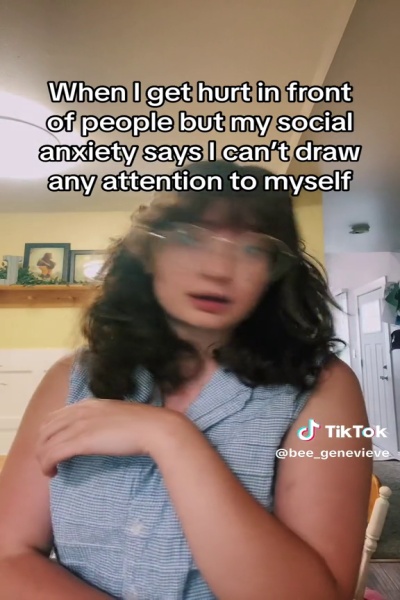 When I get hurt in front
of people but my social
anxiety says I can't draw
any attention to myself
TikTok
@bee_genevieve